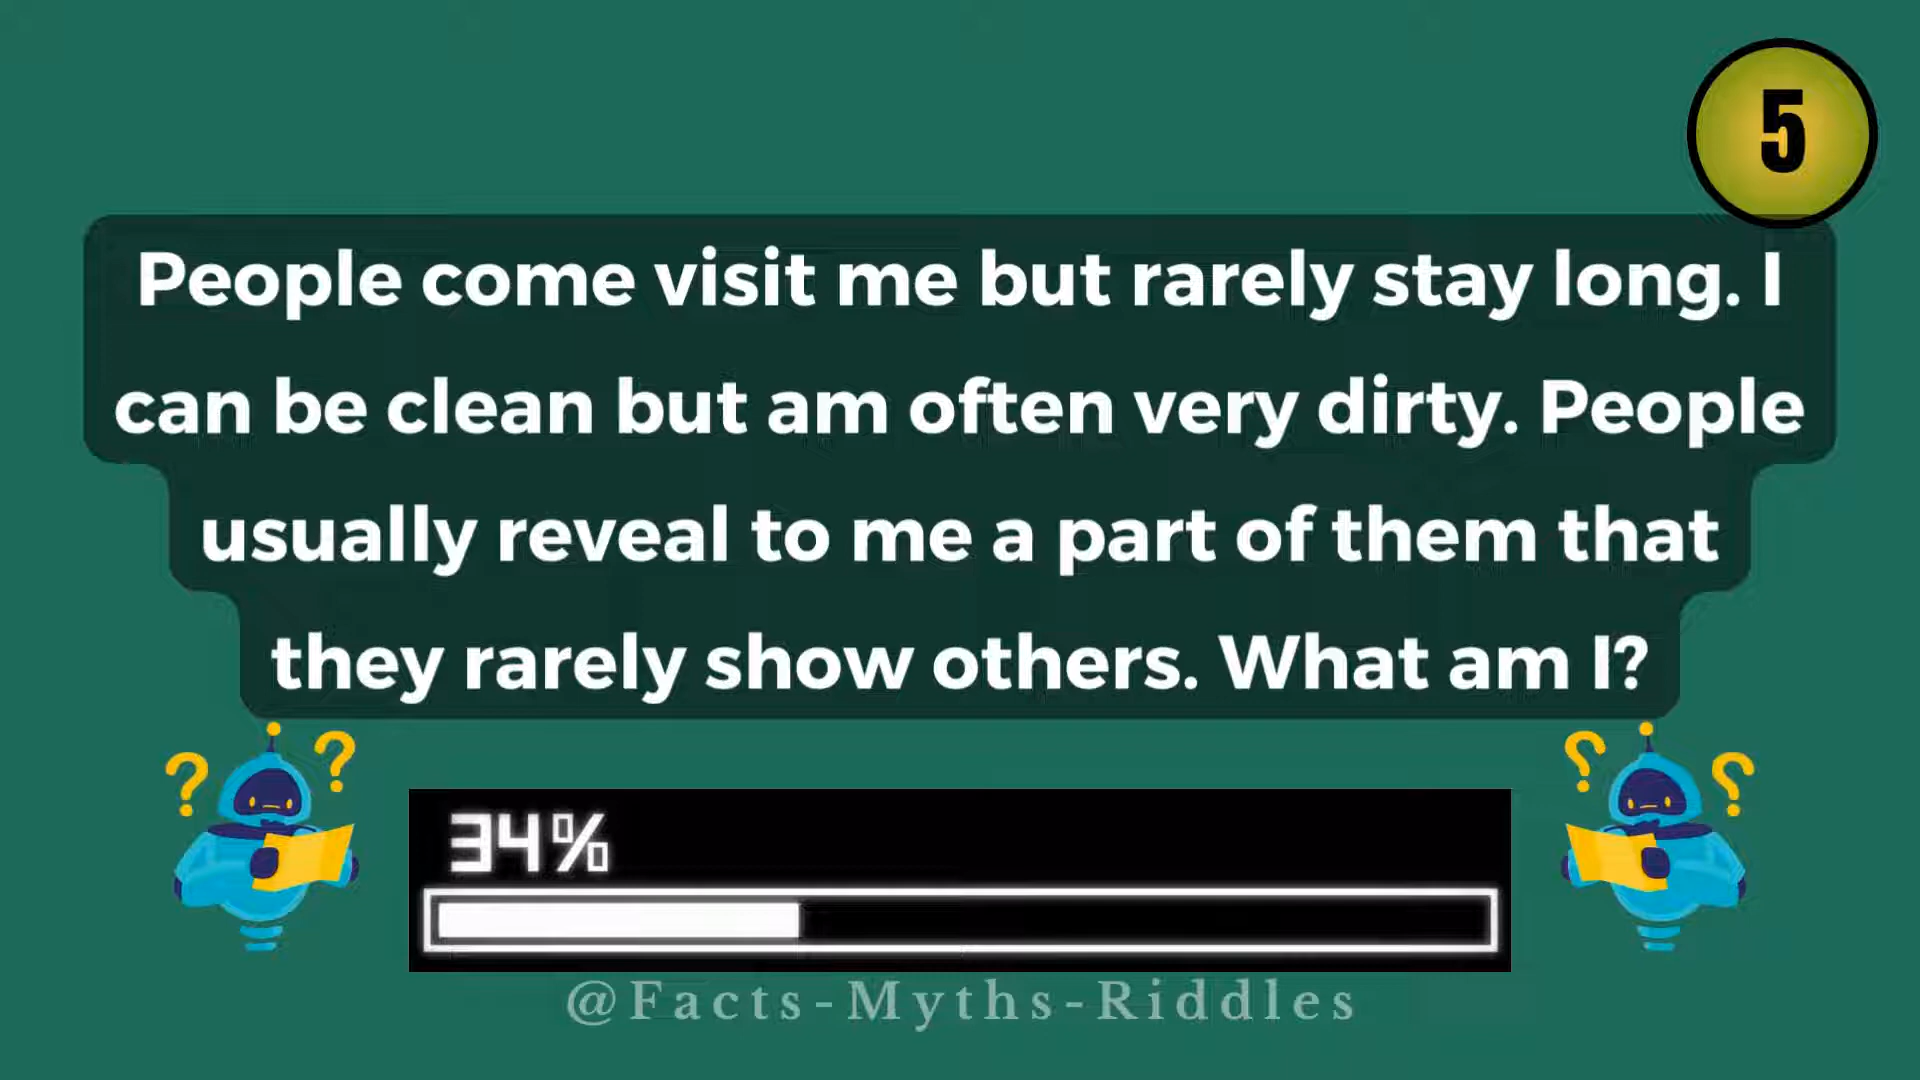 5
People come visit me but rarely stay long. I
can be clean but am often very dirty. People
usually reveal to me a part of them that
they rarely show others. What am I?
? ? ? ?
34%
@Facts-Myths-Riddles